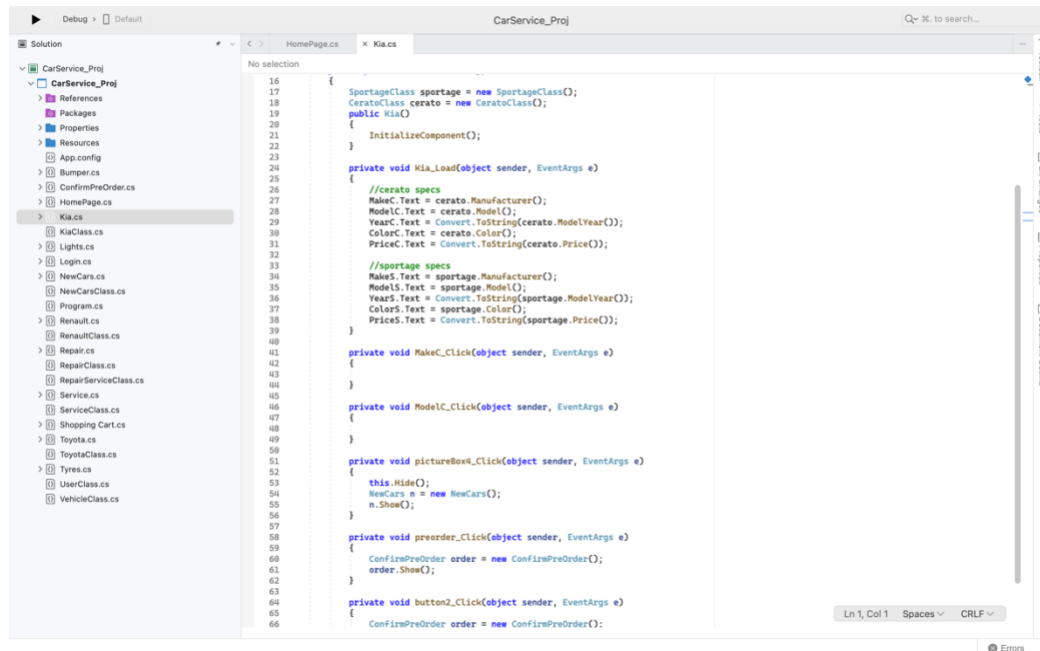 Debug > Default
CarService_Proj
⌘. to search...
Solution
HomePage.cs
× Kia.cs
No selection
CarService_Proj
CarService_Proj
References
Packages
Properties
Resources
App.config
Bumper.cs
ConfirmPreOrder.cs
HomePage.cs
Kia.cs
KiaClass.cs
Lights.cs
Login.cs
NewCars.cs
NewCarsClass.cs
Program.cs
Renault.cs
RenaultClass.cs
Repair.cs
RepairClass.cs
RepairServiceClass.cs
Service.cs
ServiceClass.cs
Shopping Cart.cs
Toyota.cs
ToyotaClass.cs
Tyres.cs
UserClass.cs
VehicleClass.cs
16 {
17 SportageClass sportage = new SportageClass();
18 CeratoClass cerato = new CeratoClass();
19 public Kia()
20 {
21 InitializeComponent();
22 }
23
24 private void Kia_Load(object sender, EventArgs e)
25 {
26 //cerato specs
27 MakeC.Text = cerato.Manufacturer();
28 ModelC.Text = cerato.Model();
29 YearC.Text = Convert.ToString(cerato.ModelYear());
30 ColorC.Text = cerato.Color();
31 PriceC.Text = Convert.ToString(cerato.Price());
32
33 //sportage specs
34 MakeS.Text = sportage.Manufacturer();
35 ModelS.Text = sportage.Model();
36 YearS.Text = Convert.ToString(sportage.ModelYear());
37 ColorS.Text = sportage.Color();
38 PriceS.Text = Convert.ToString(sportage.Price());
39 }
40
41 private void MakeC_Click(object sender, EventArgs e)
42 {
43
44 }
45
46 private void ModelC_Click(object sender, EventArgs e)
47 {
48
49 }
50
51 private void pictureBox4_Click(object sender, EventArgs e)
52 {
53 this.Hide();
54 NewCars n = new NewCars();
55 n.Show();
56 }
57
58 private void preorder_Click(object sender, EventArgs e)
59 {
60 ConfirmPreOrder order = new ConfirmPreOrder();
61 order.Show();
62 }
63
64 private void button2_Click(object sender, EventArgs e)
65 {
66 ConfirmPreOrder order = new ConfirmPreOrder();
Ln 1, Col 1 Spaces CRLF
Errors